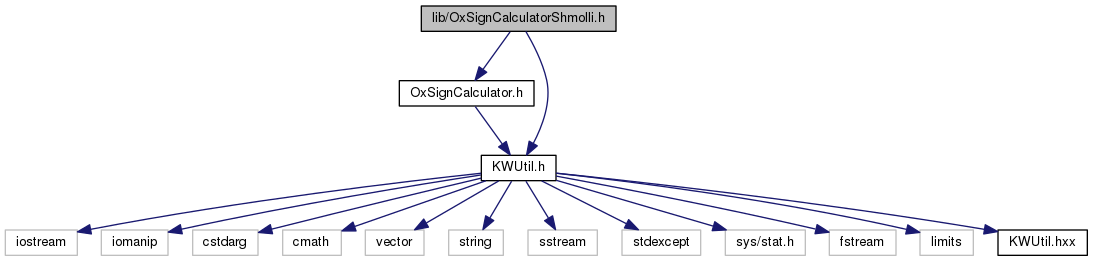 lib/OxSignCalculatorShmolli.h
OxSignCalculator.h
KWUtil.h
iostream
iomanip
cstdarg
cmath
vector
string
sstream
stdexcept
sys/stat.h
fstream
limits
KWUtil.hxx